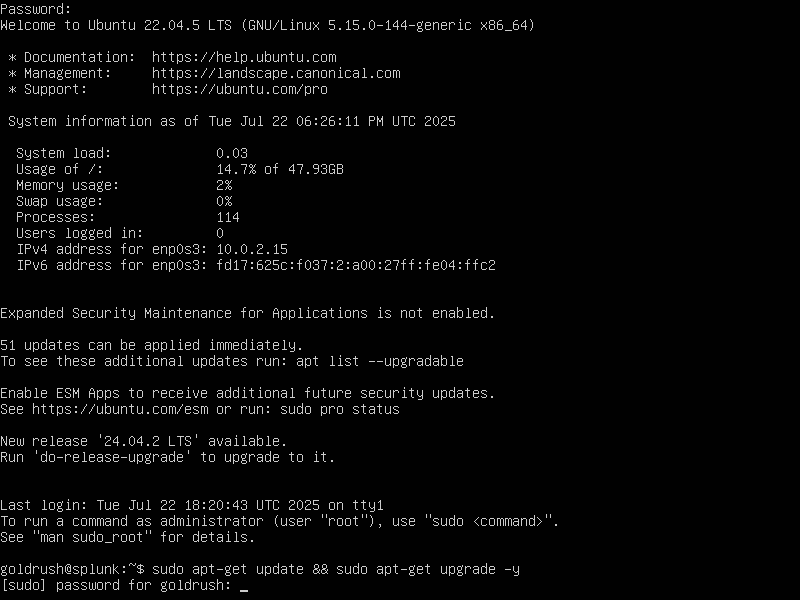 Password:
Welcome to Ubuntu 22.04.5 LTS (GNU/Linux 5.15.0-144-generic x86_64)
* Documentation:  https://help.ubuntu.com
* Management:     https://landscape.canonical.com
* Support:        https://ubuntu.com/pro
System information as of Tue Jul 22 06:26:11 PM UTC 2025
System load:             0.03
Usage of /:              14.7% of 47.93GB
Memory usage:            2%
Swap usage:              0%
Processes:               114
Users logged in:         0
IPv4 address for enp0s3: 10.0.2.15
IPv6 address for enp0s3: fd17:625c:f037:2:a00:27ff:fe04:ffc2
Expanded Security Maintenance for Applications is not enabled.
51 updates can be applied immediately.
To see these additional updates run: apt list --upgradable
Enable ESM Apps to receive additional future security updates.
See https://ubuntu.com/esm or run: sudo pro status
New release '24.04.2 LTS' available.
Run 'do-release-upgrade' to upgrade to it.
Last login: Tue Jul 22 18:20:43 UTC 2025 on tty1
To run a command as administrator (user "root"), use "sudo <command>".
See "man sudo_root" for details.
goldrush@splunk:~$ sudo apt-get update && sudo apt-get upgrade -y
[sudo] password for goldrush: _